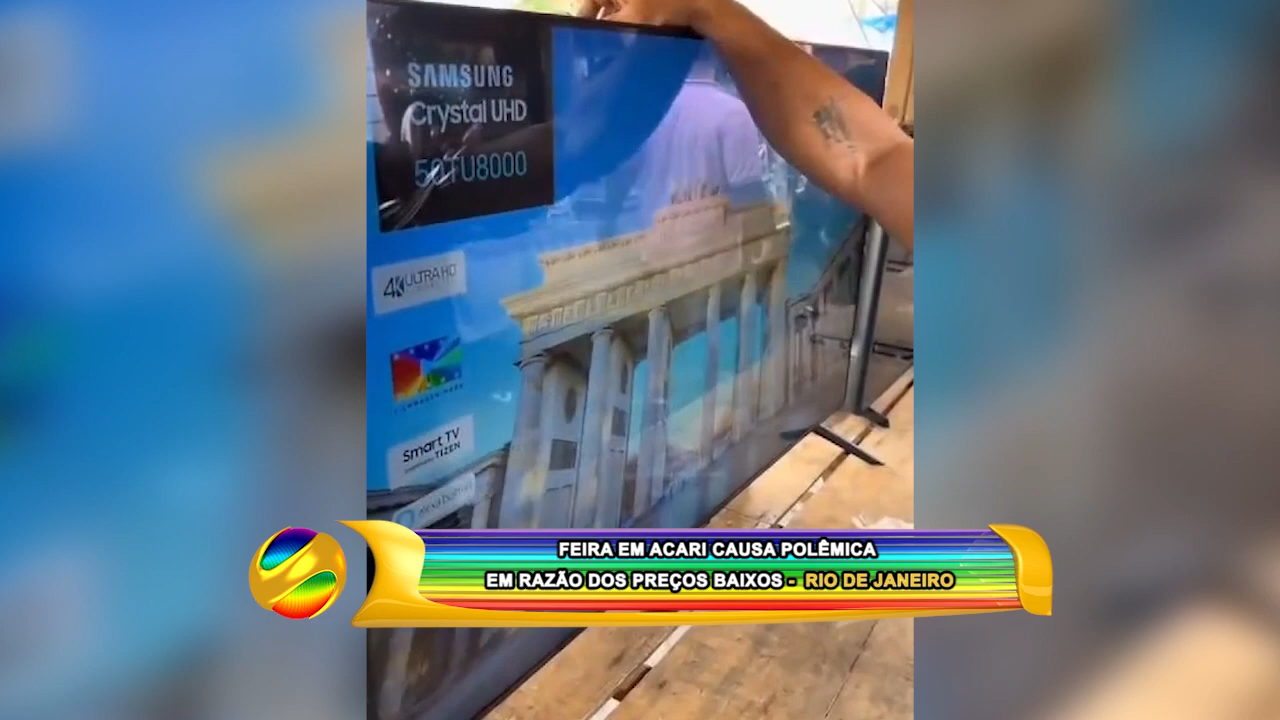 SAMSUNG
Crystal UHD
50TU8000
4K ULTRA HD
Smart TV
TIZEN
FEIRA EM ACARI CAUSA POLÊMICA
EM RAZÃO DOS PREÇOS BAIXOS - RIO DE JANEIRO